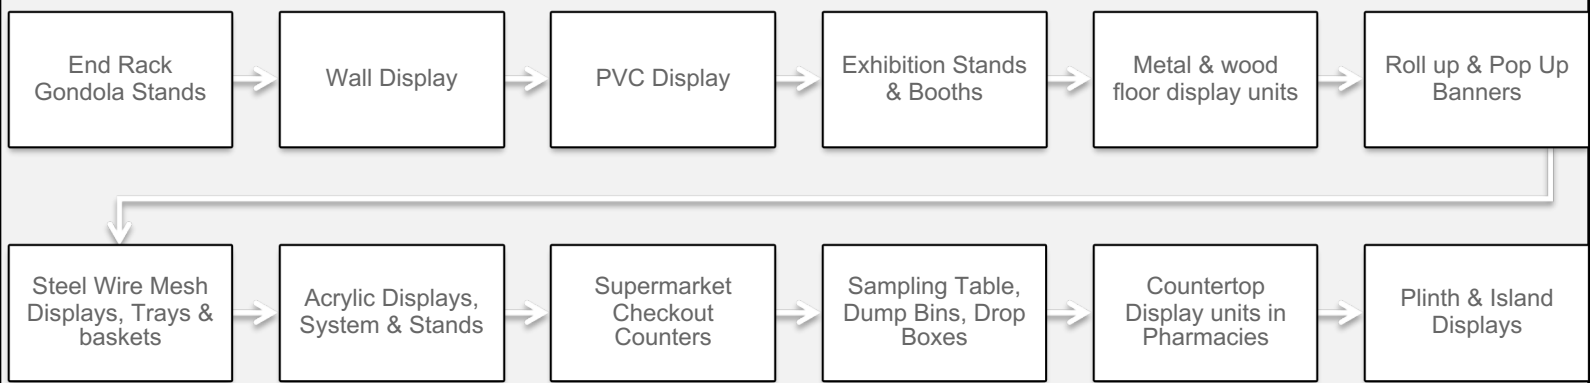 End Rack
Gondola Stands
Wall Display
PVC Display
Exhibition Stands
& Booths
Metal & wood
floor display units
Roll up & Pop Up
Banners
Steel Wire Mesh
Displays, Trays &
baskets
Acrylic Displays,
System & Stands
Supermarket
Checkout
Counters
Sampling Table,
Dump Bins, Drop
Boxes
Countertop
Display units in
Pharmacies
Plinth & Island
Displays